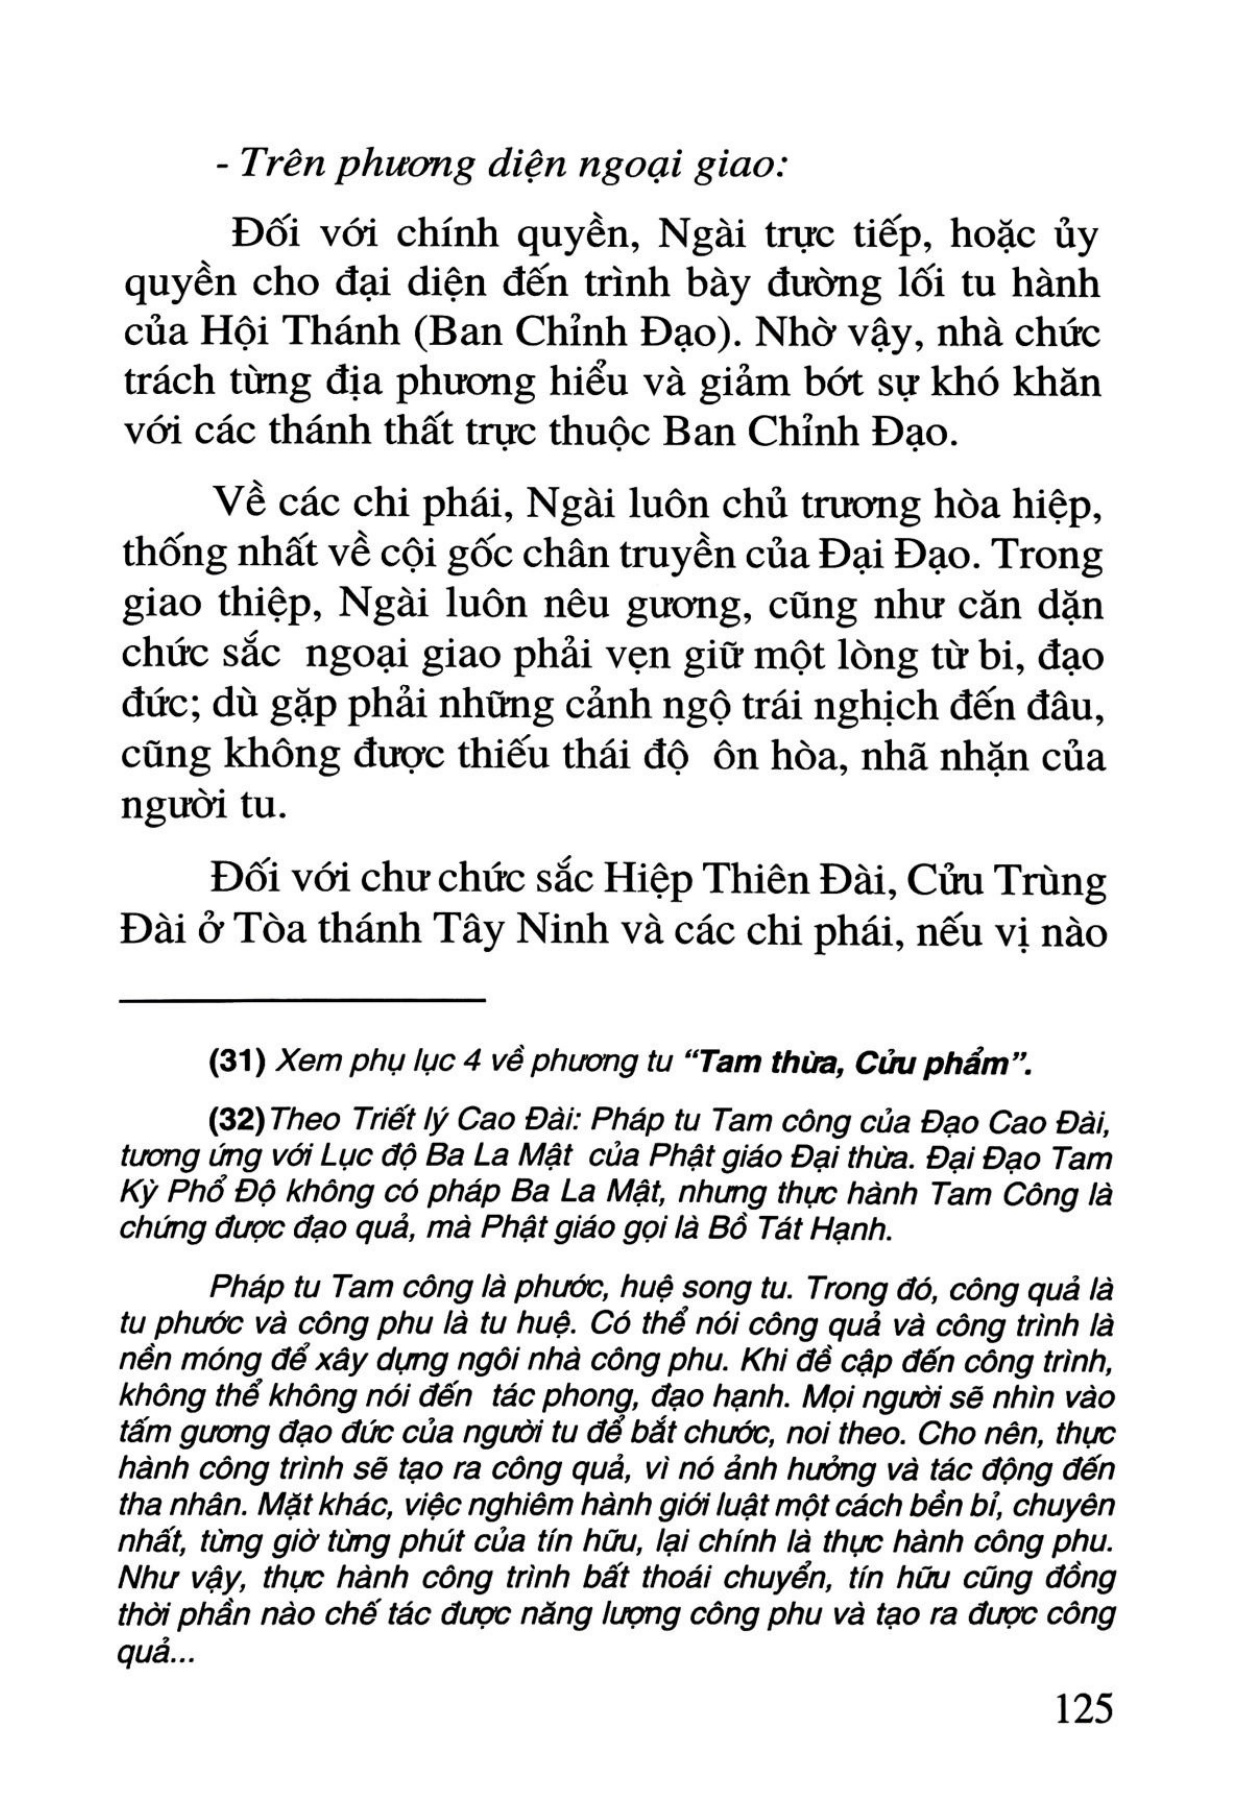 - Trên phương diện ngoại giao:
Đối với chính quyền, Ngài trực tiếp, hoặc ủy
quyền cho đại diện đến trình bày đường lối tu hành
của Hội Thánh (Ban Chỉnh Đạo). Nhờ vậy, nhà chức
trách từng địa phương hiểu và giảm bớt sự khó khăn
với các thánh thất trực thuộc Ban Chỉnh Đạo.
Về các chi phái, Ngài luôn chủ trương hòa hiệp,
thống nhất về cội gốc chân truyền của Đại Đạo. Trong
giao thiệp, Ngài luôn nêu gương, cũng như căn dặn
chức sắc ngoại giao phải vẹn giữ một lòng từ bi, đạo
đức; dù gặp phải những cảnh ngộ trái nghịch đến đâu,
cũng không được thiếu thái độ ôn hòa, nhã nhặn của
người tu.
Đối với chư chức sắc Hiệp Thiên Đài, Cửu Trùng
Đài ở Tòa thánh Tây Ninh và các chi phái, nếu vị nào
(31) Xem phụ lục 4 về phương tu “Tam thừa, Cửu phẩm”.
(32) Theo Triết lý Cao Đài: Pháp tu Tam công của Đạo Cao Đài,
tương ứng với Lục độ Ba La Mật của Phật giáo Đại thừa. Đại Đạo Tam
Kỳ Phổ Độ không có pháp Ba La Mật, nhưng thực hành Tam Công là
chứng được đạo quả, mà Phật giáo gọi là Bồ Tát Hạnh.
Pháp tu Tam công là phước, huệ song tu. Trong đó, công quả là
tu phước và công phu là tu huệ. Có thể nói công quả và công trình là
nền móng để xây dựng ngôi nhà công phu. Khi đề cập đến công trình,
không thể không nói đến tác phong, đạo hạnh. Mọi người sẽ nhìn vào
tấm gương đạo đức của người tu để bắt chước, noi theo. Cho nên, thực
hành công trình sẽ tạo ra công quả, vì nó ảnh hưởng và tác động đến
tha nhân. Mặt khác, việc nghiêm hành giới luật một cách bền bỉ, chuyên
nhất, từng giờ từng phút của tín hữu, lại chính là thực hành công phu.
Như vậy, thực hành công trình bất thoái chuyển, tín hữu cũng đồng
thời phần nào chế tác được năng lượng công phu và tạo ra được công
quả...
125